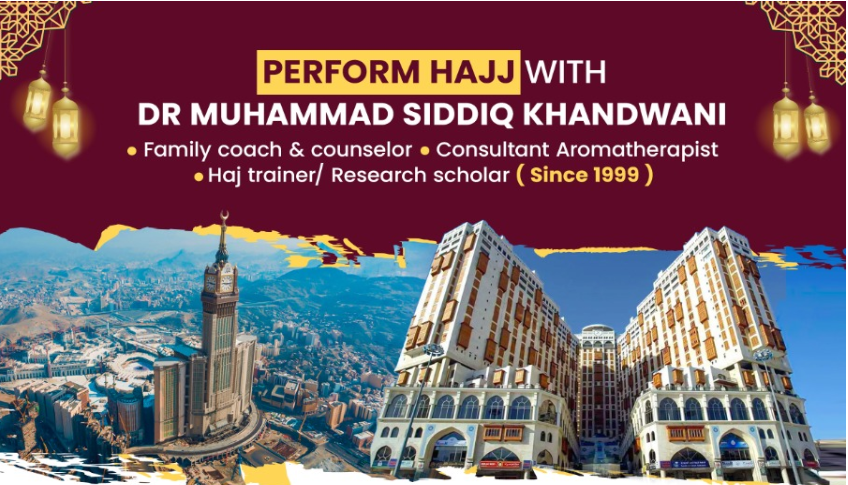 PERFORM HAJJ WITH
DR MUHAMMAD SIDDIQ KHANDWANI
• Family coach & counselor • Consultant Aromatherapist
• Haj trainer/ Research scholar ( Since 1999 )